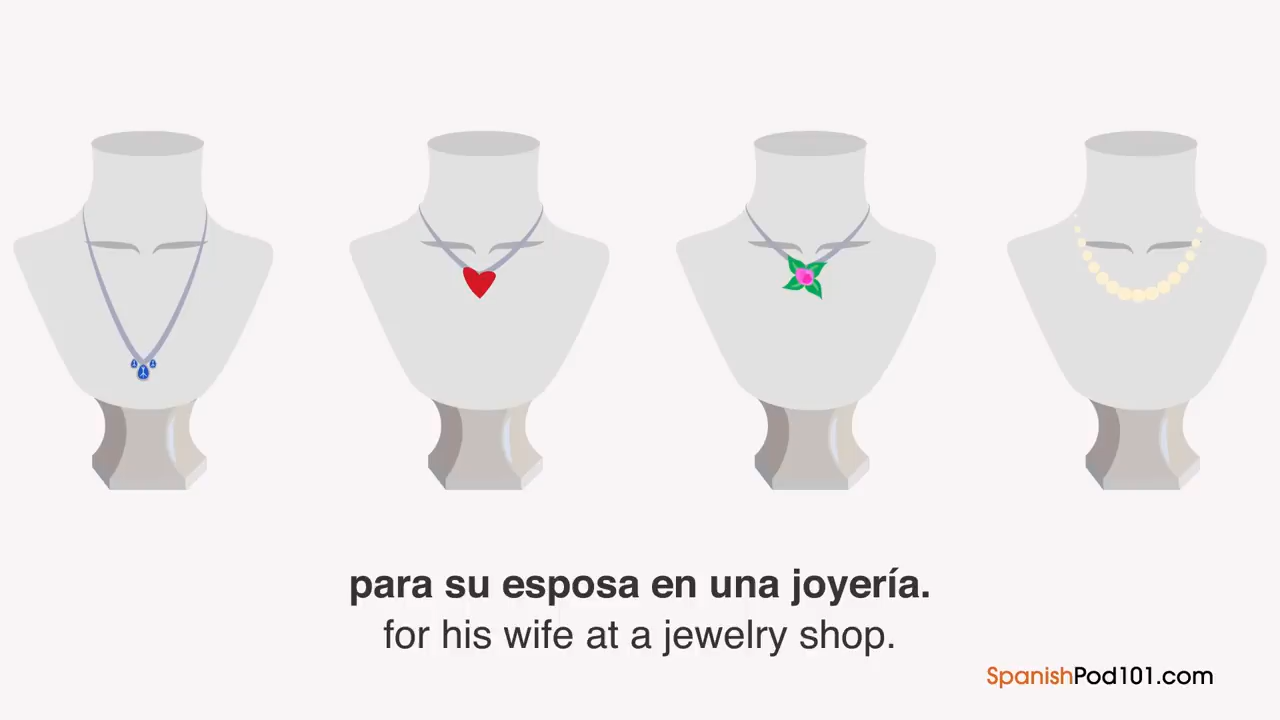 para su esposa en una joyería.
for his wife at a jewelry shop.
SpanishPod101.com